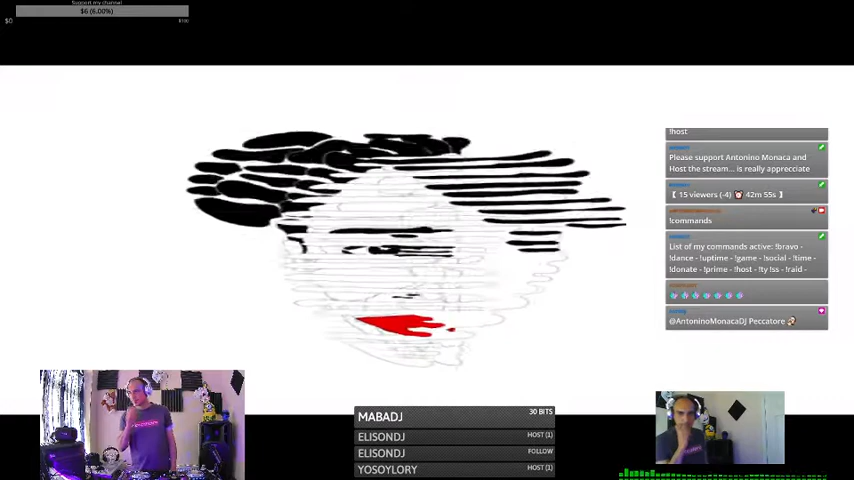 Support my channel
$6 (6.00%)
$0
$100
!host
Please support Antonino Monaca and
Host the stream... is really appreciate
【 15 viewers (-4) ⏰ 42m 55s 】
!commands
List of my commands active: !bravo -
!dance - !uptime - !game - !social - !time -
!donate - !prime - !host - !ty !ss - !raid -
@AntoninoMonacaDJ Peccatore
MABADJ
30 BITS
ELISONDJ
HOST (1)
ELISONDJ
FOLLOW
YOSOYLORY
HOST (1)